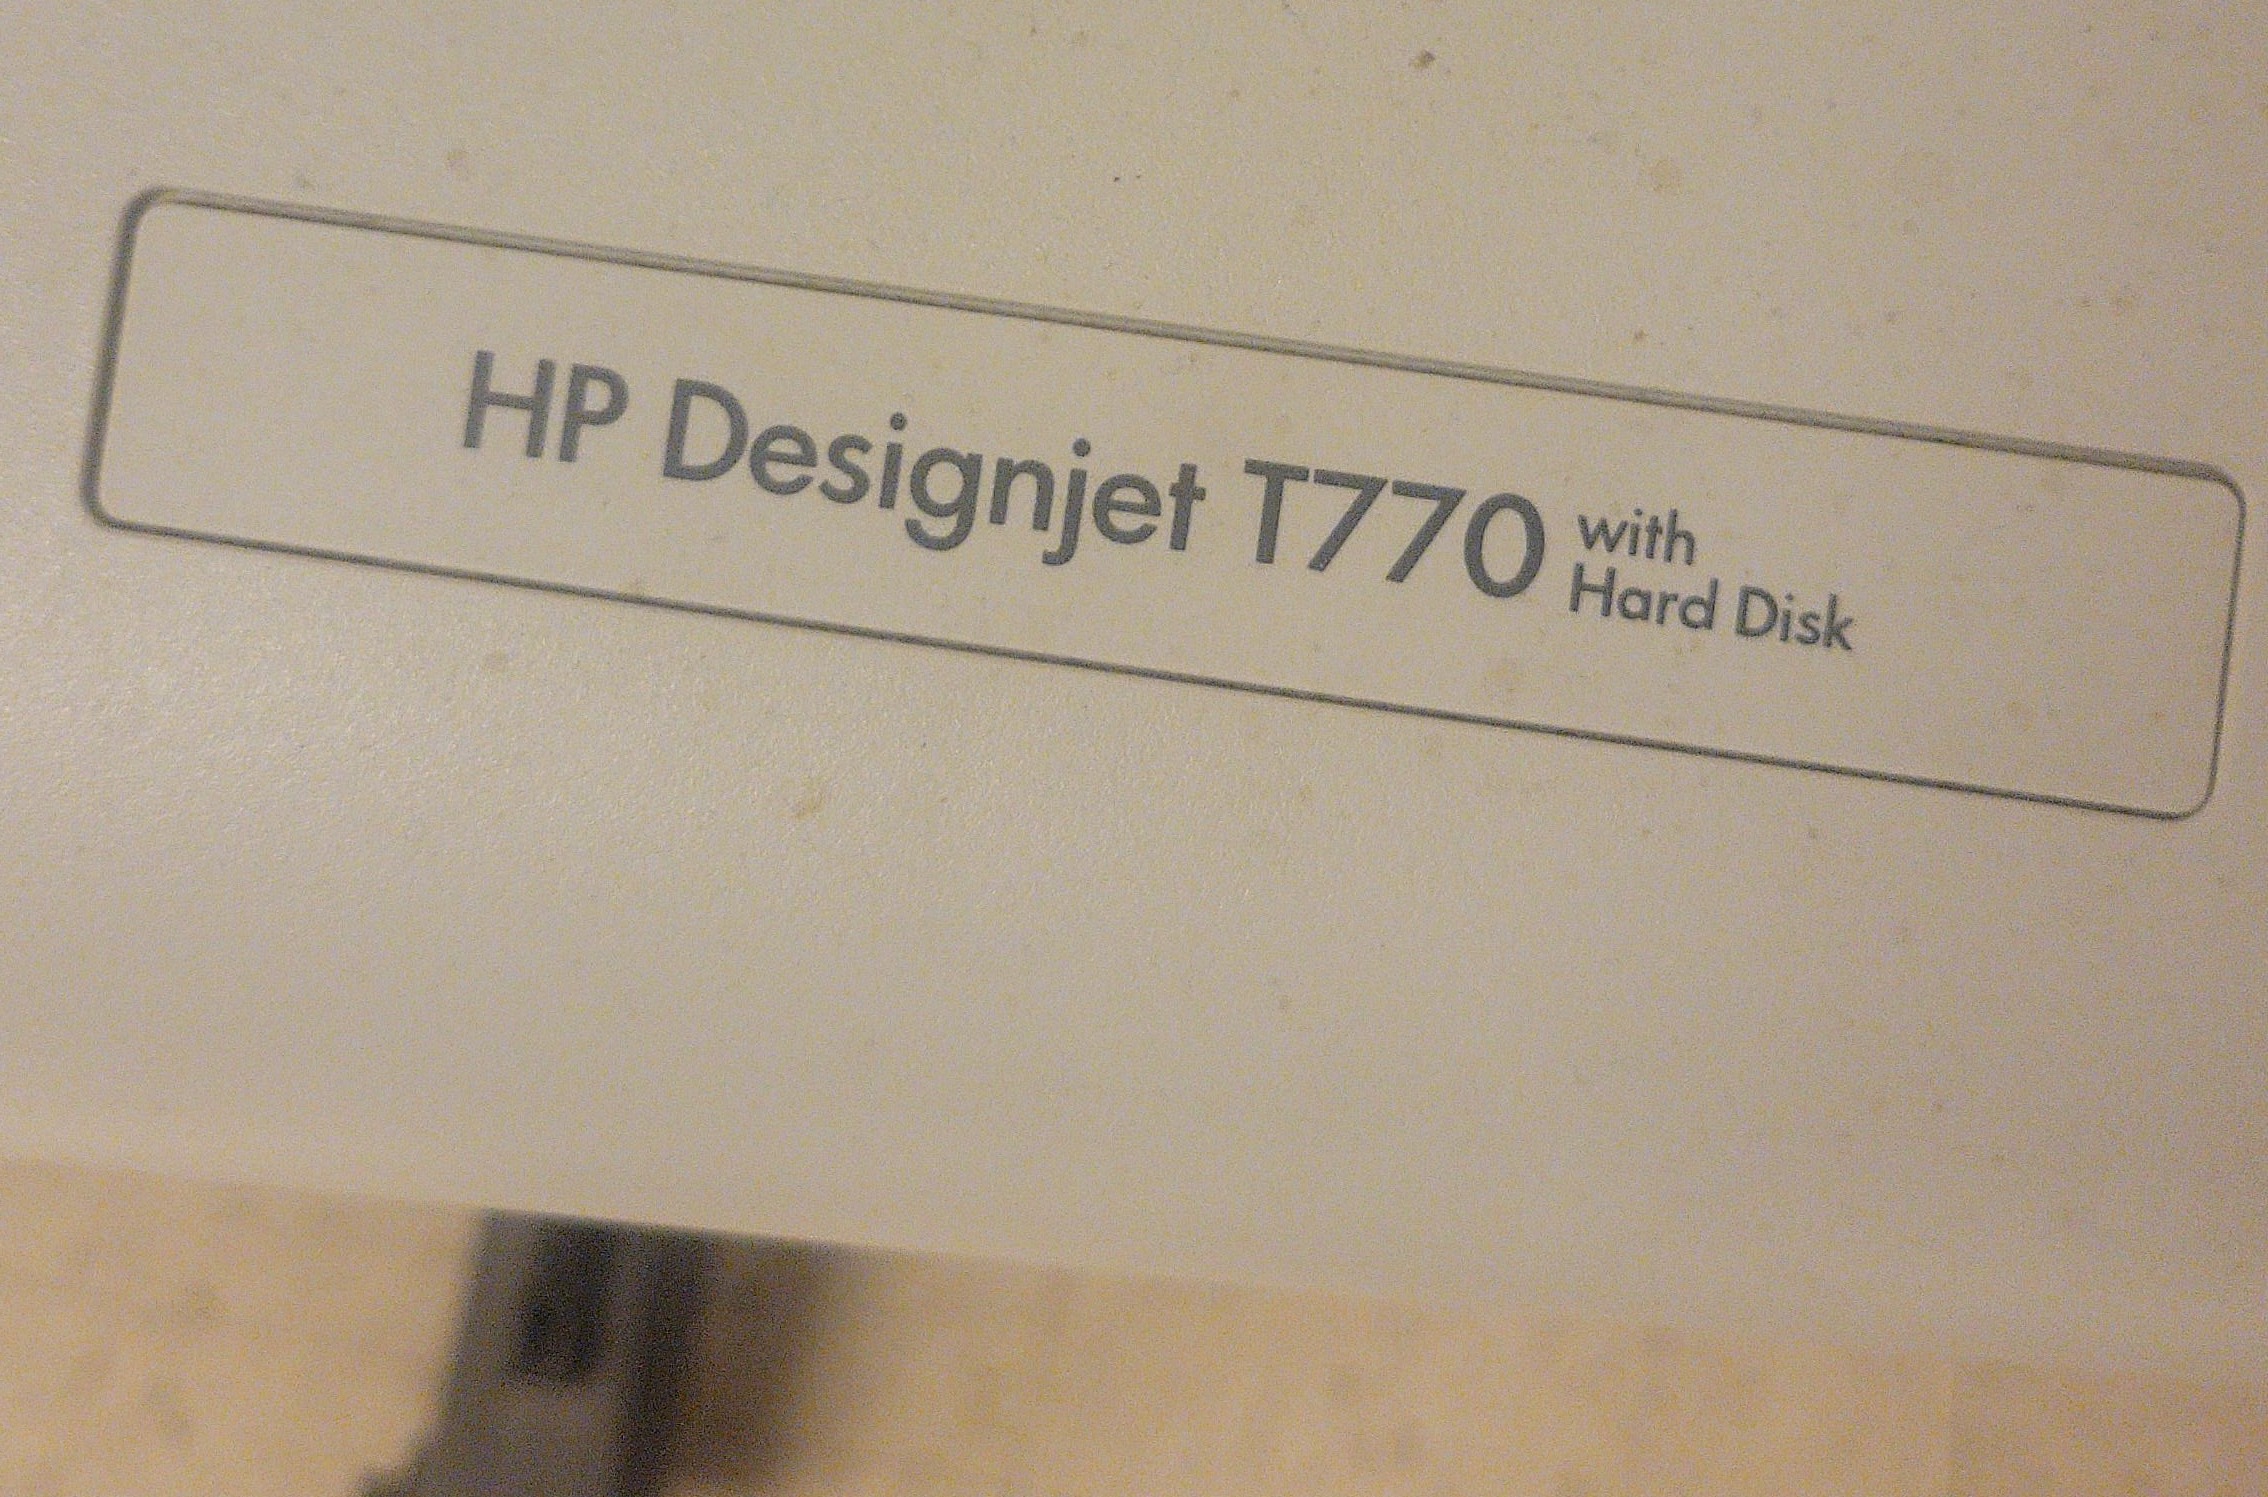 HP Designjet T770 with
Hard Disk